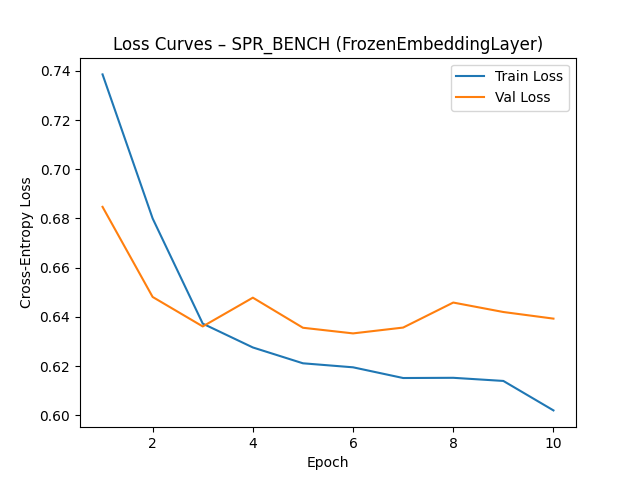 Loss Curves – SPR_BENCH (FrozenEmbeddingLayer)
Train Loss
Val Loss
Cross-Entropy Loss
0.74
0.72
0.70
0.68
0.66
0.64
0.62
0.60
2
4
6
8
10
Epoch